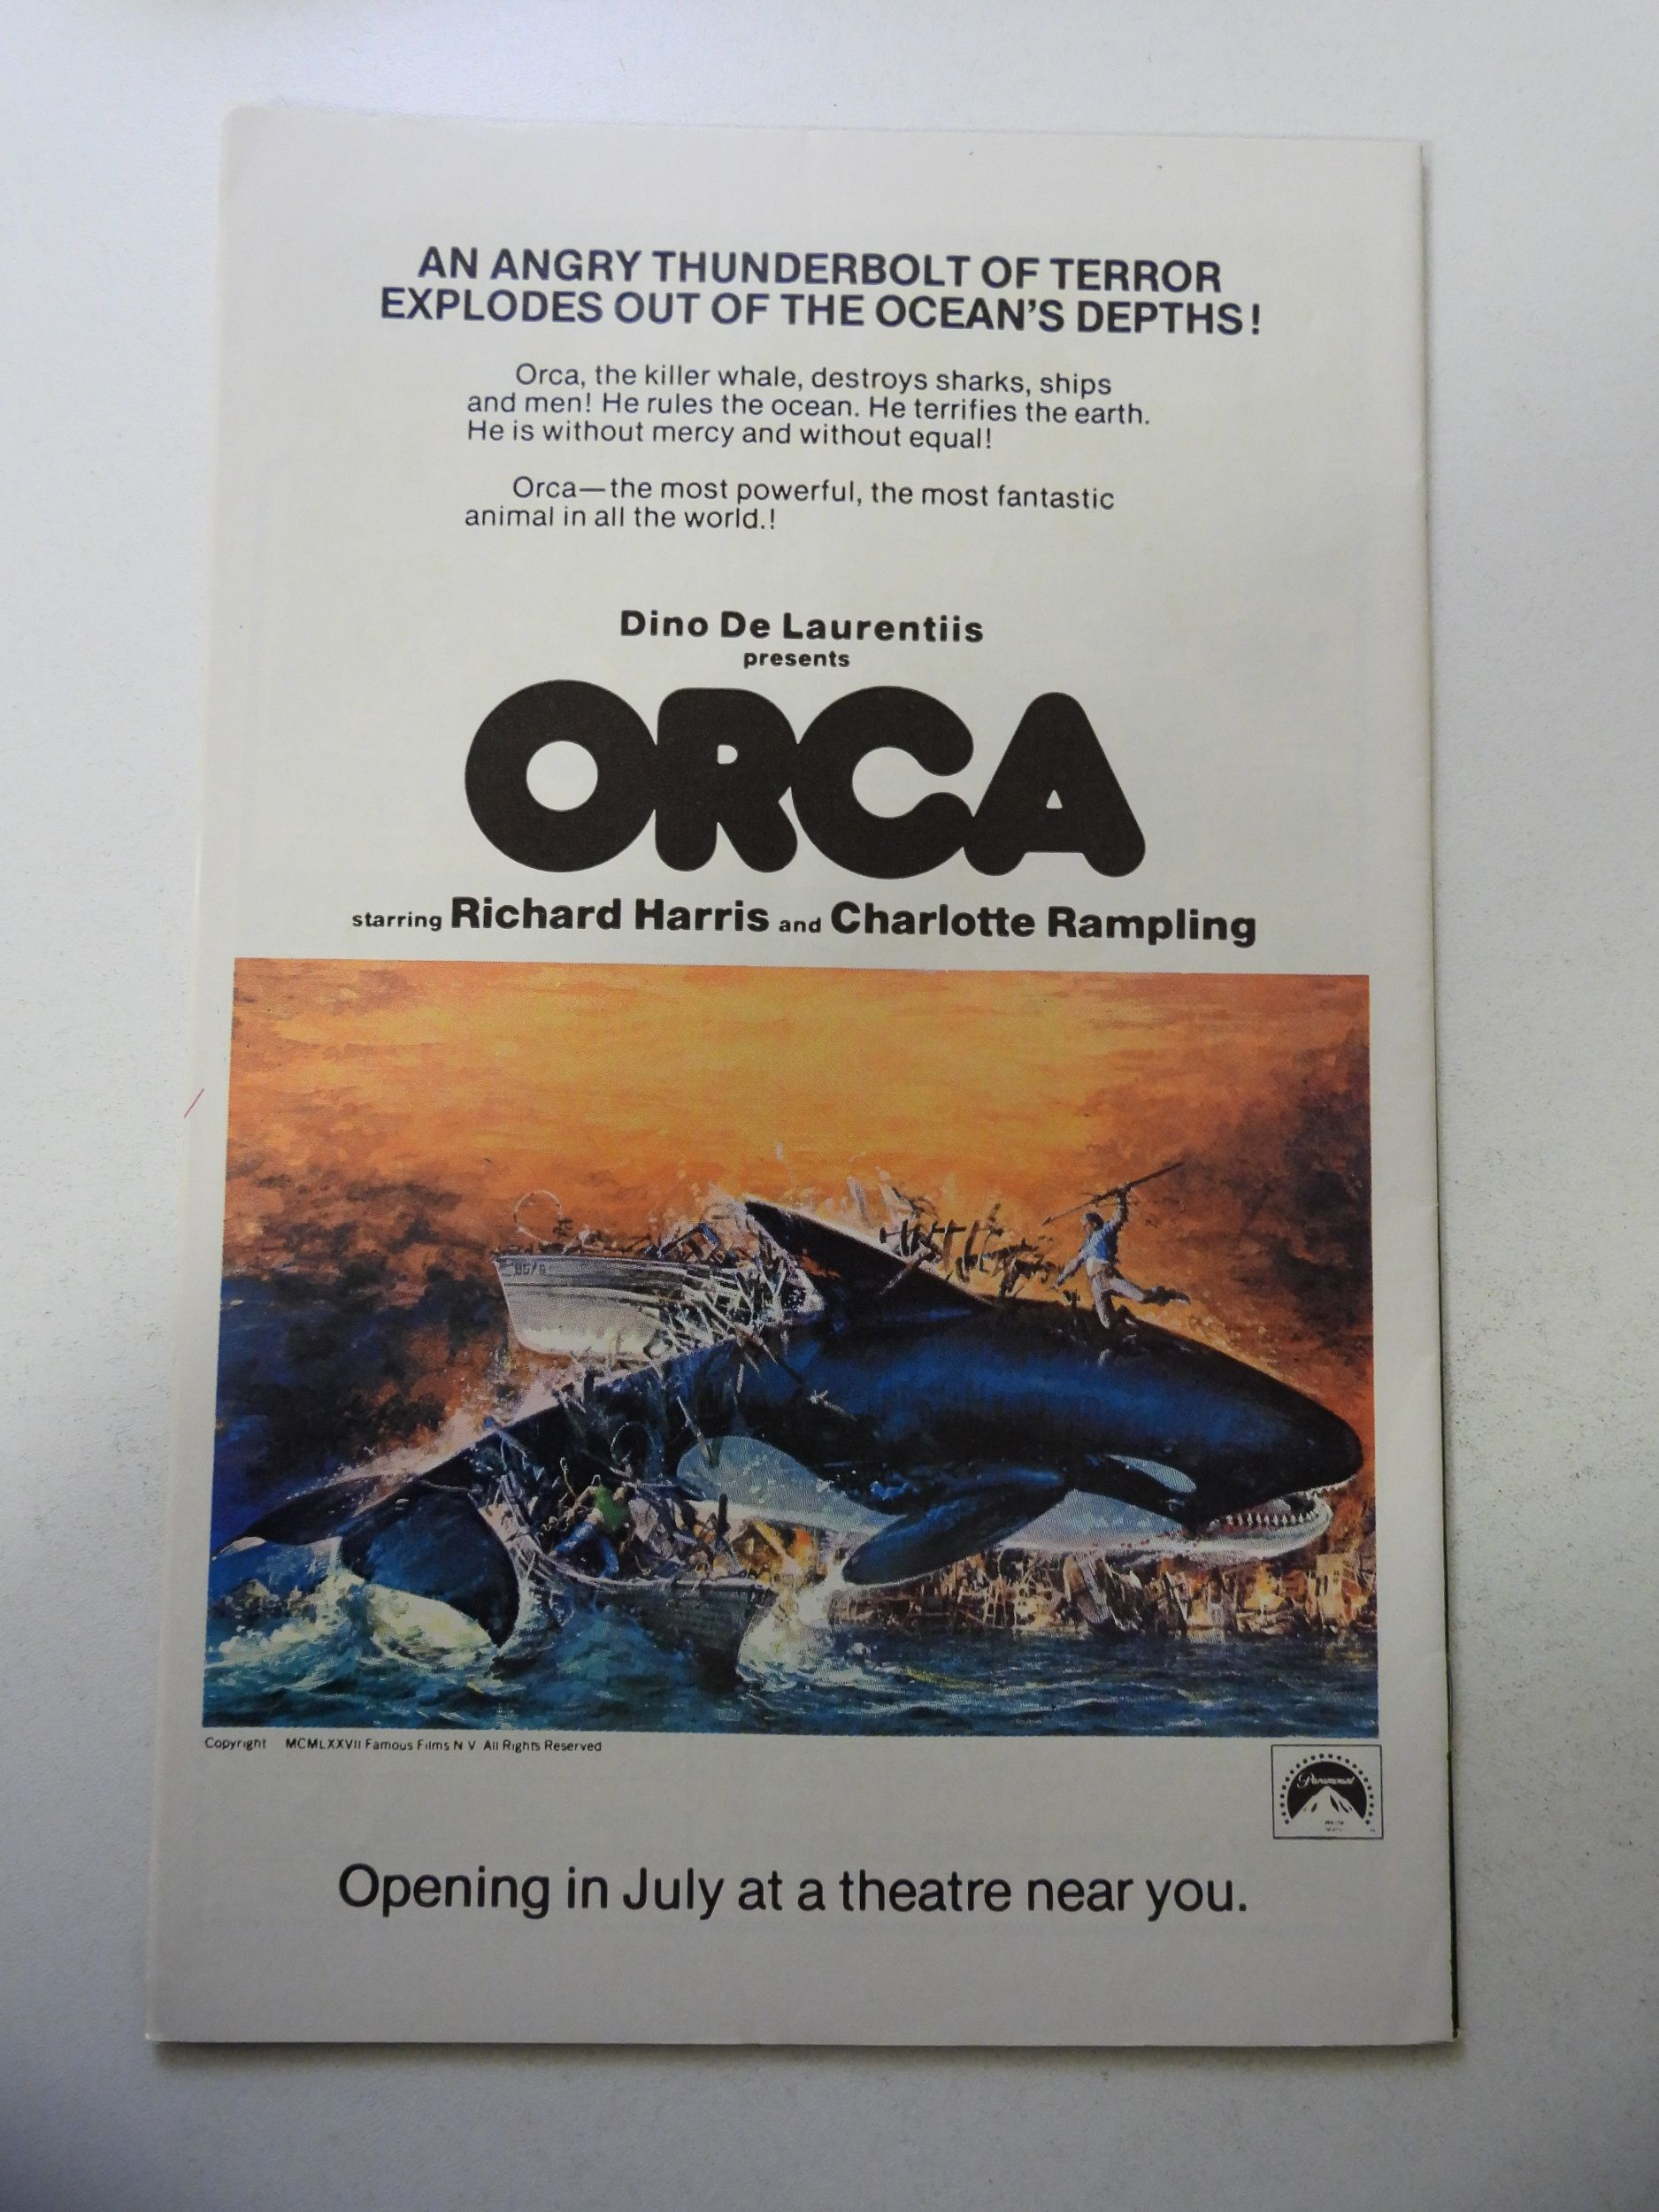 AN ANGRY THUNDERBOLT OF TERROR
EXPLODES OUT OF THE OCEAN'S DEPTHS!
Orca, the killer whale, destroys sharks, ships
and men! He rules the ocean. He terrifies the earth.
He is without mercy and without equal!
Orca—the most powerful, the most fantastic
animal in all the world.!
Dino De Laurentiis
presents
ORCA
starring Richard Harris and Charlotte Rampling
Copyright MCMLXXVII Famous Films N V All Rights Reserved
Paramount
Opening in July at a theatre near you.